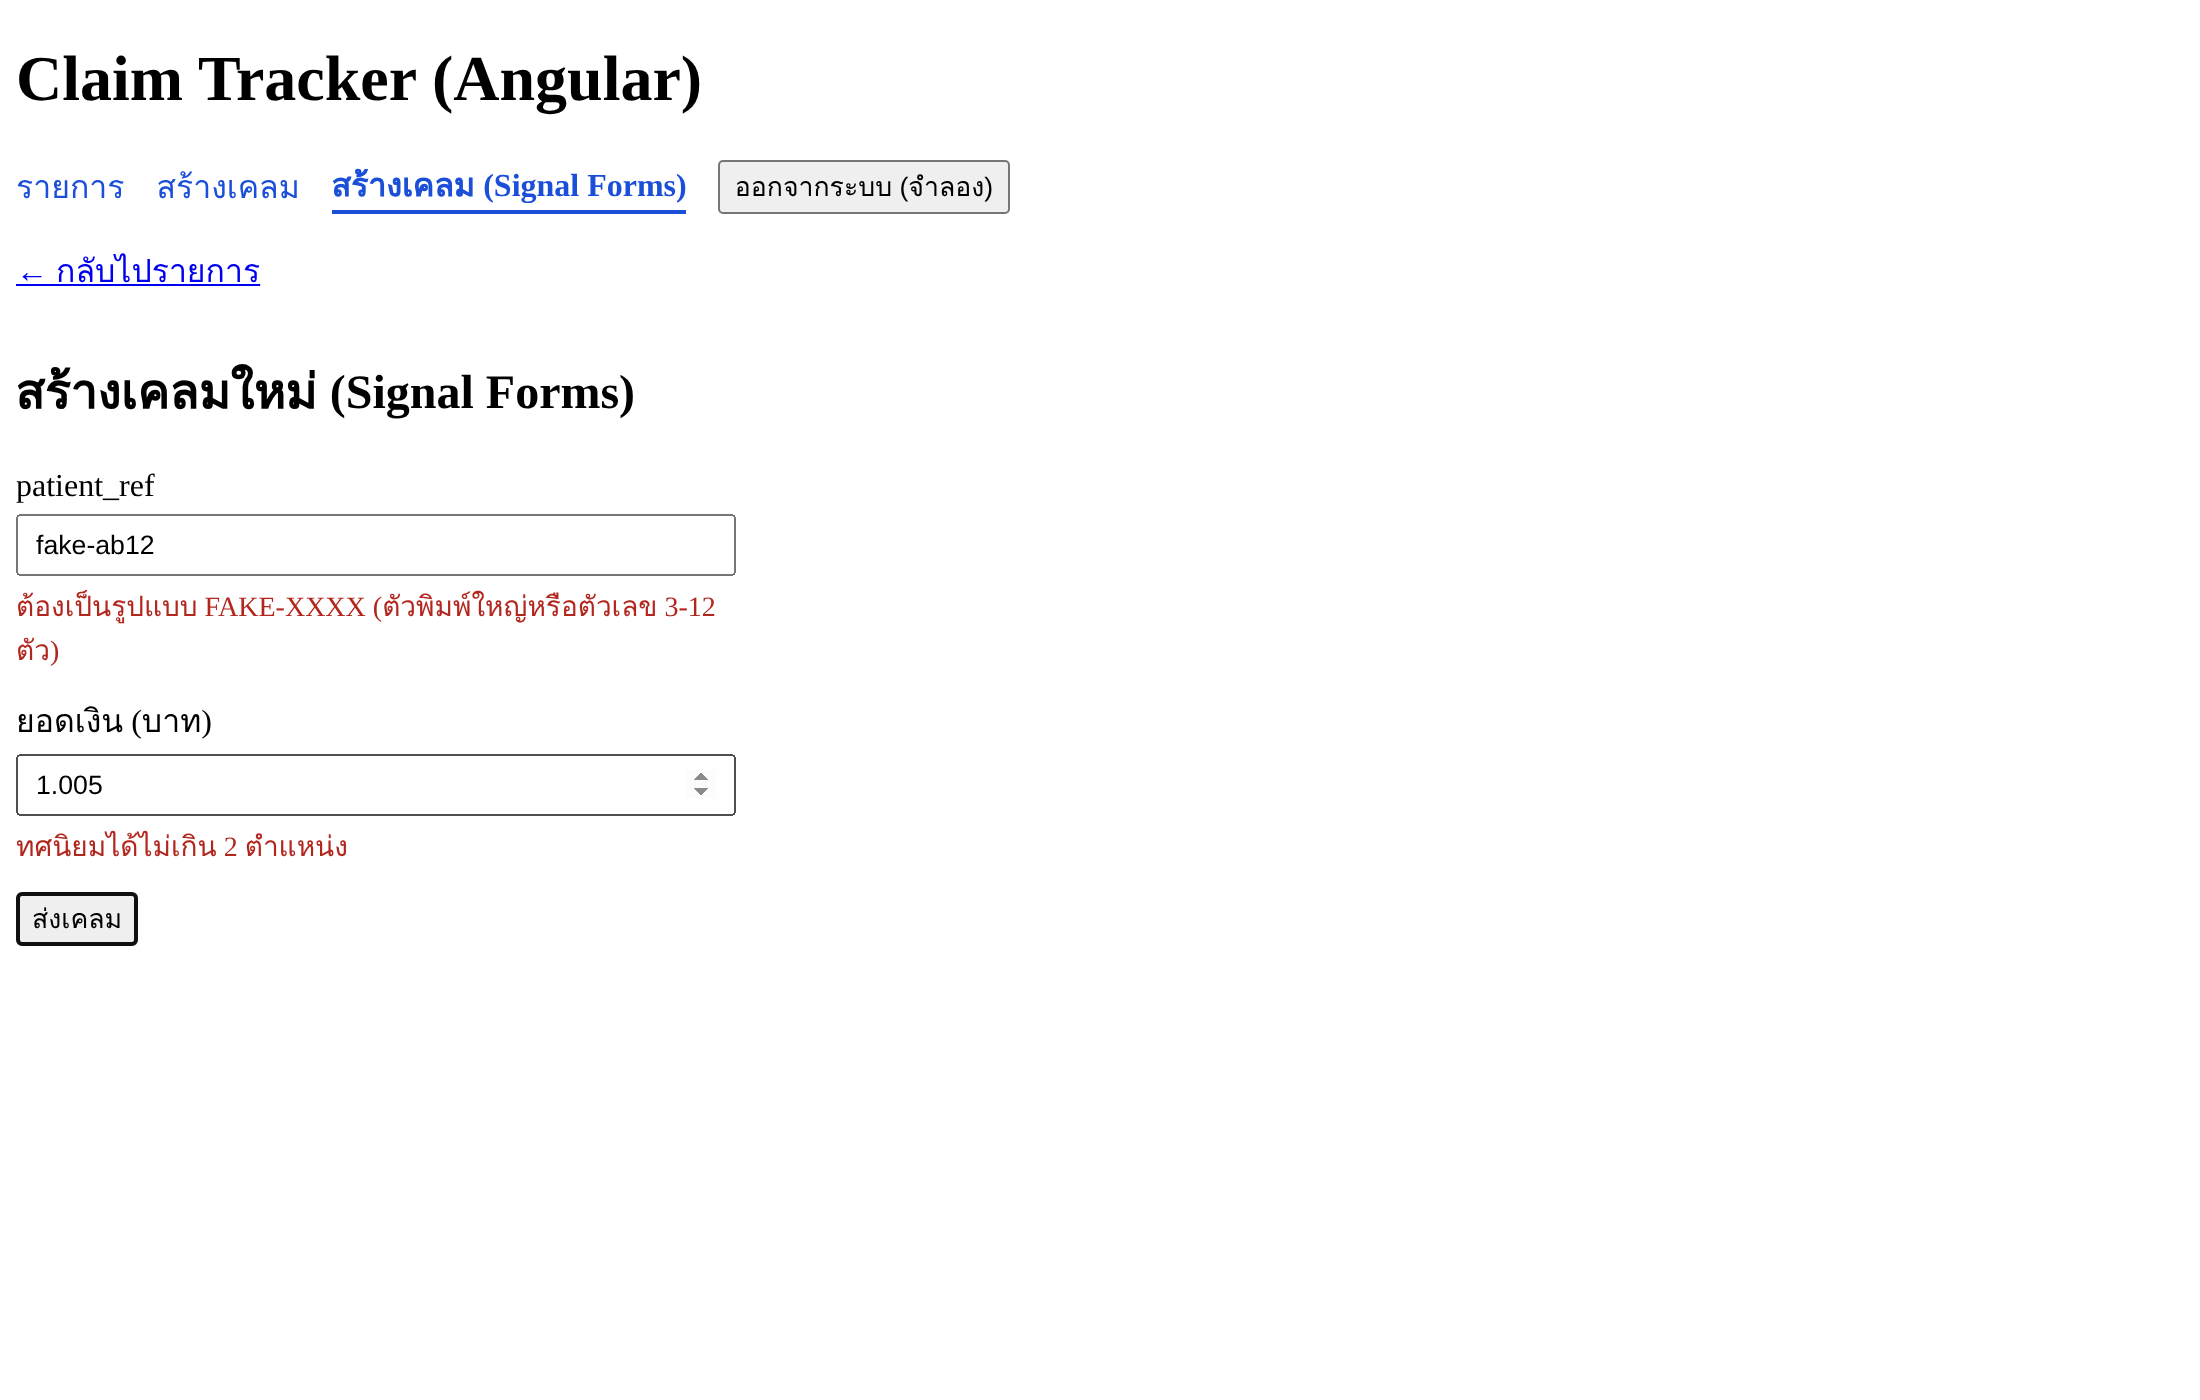 Claim Tracker (Angular)
รายการ สร้างเคลม สร้างเคลม (Signal Forms) ออกจากระบบ (จำลอง)
← กลับไปรายการ
สร้างเคลมใหม่ (Signal Forms)
patient_ref
fake-ab12
ต้องเป็นรูปแบบ FAKE-XXXX (ตัวพิมพ์ใหญ่หรือตัวเลข 3-12
ตัว)
ยอดเงิน (บาท)
1.005
ทศนิยมได้ไม่เกิน 2 ตำแหน่ง
ส่งเคลม